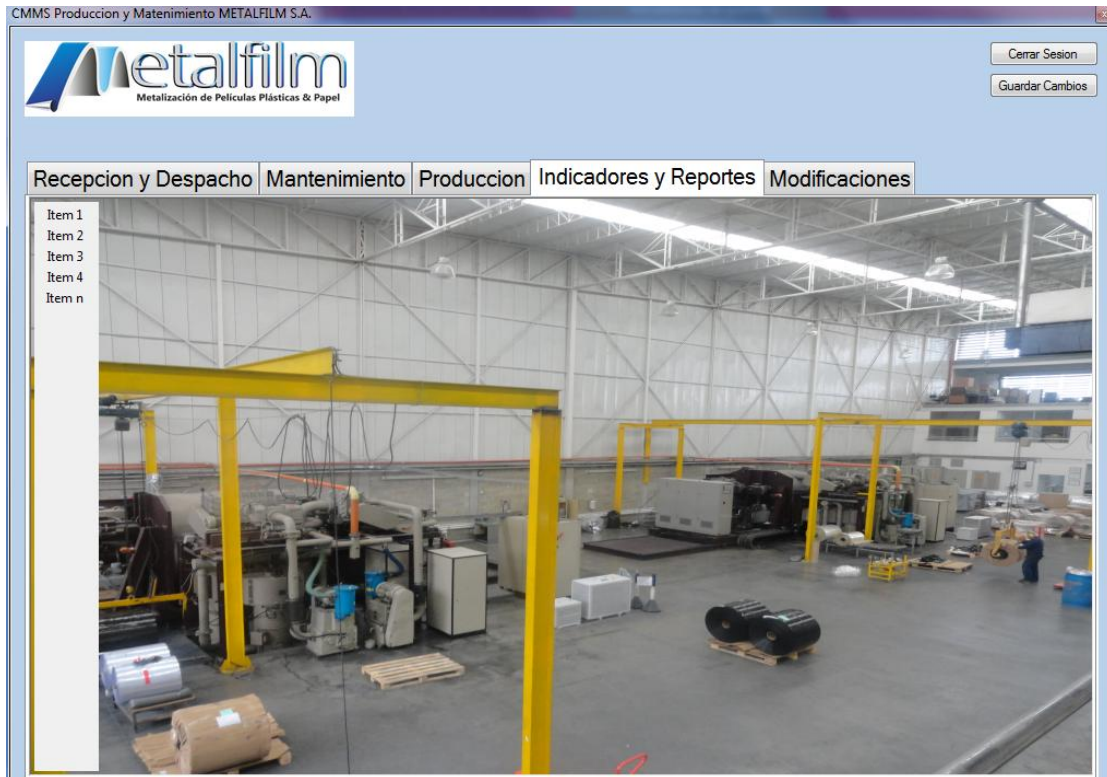 CMMS Produccion y Matenimiento METALFILM S.A.
Metalfilm
Metalización de Películas Plásticas & Papel
Cerrar Sesion
Guardar Cambios
Recepcion y Despacho Mantenimiento Produccion Indicadores y Reportes Modificaciones
Item 1
Item 2
Item 3
Item 4
Item n